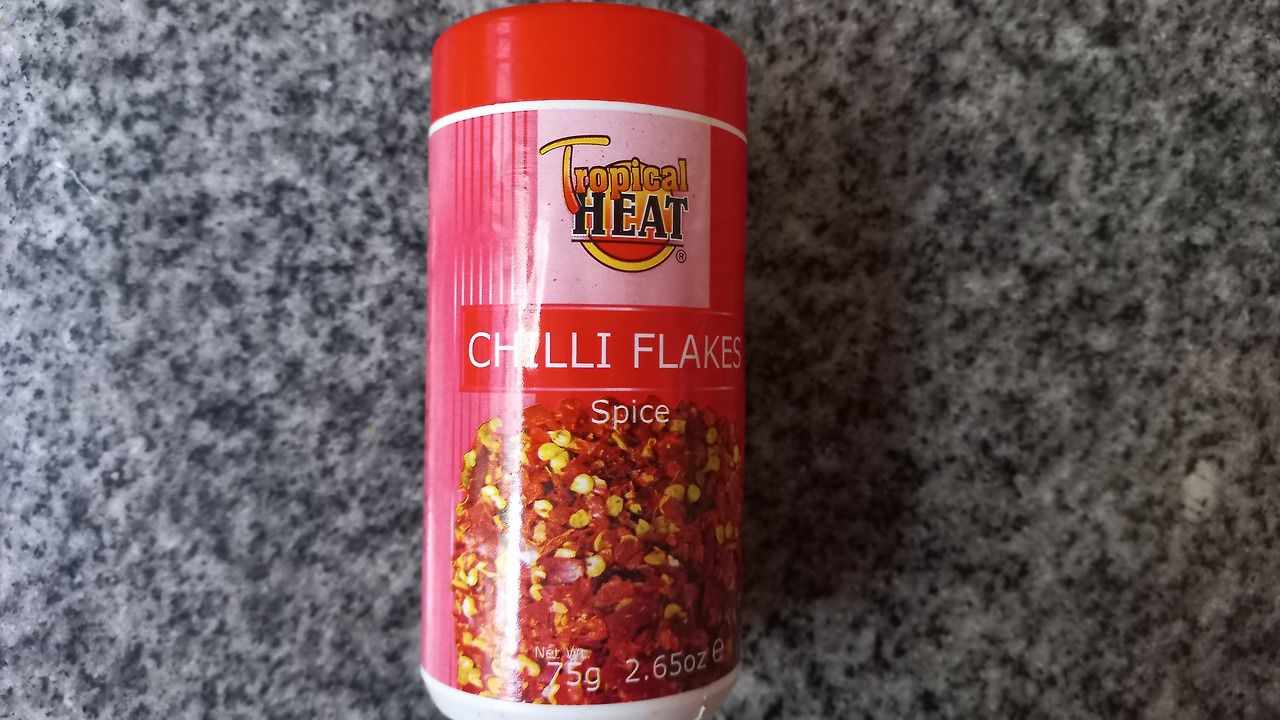 Tropical
HEAT
®
CHILLI FLAKES
Spice
Net Wt.
75g 2.65oz e